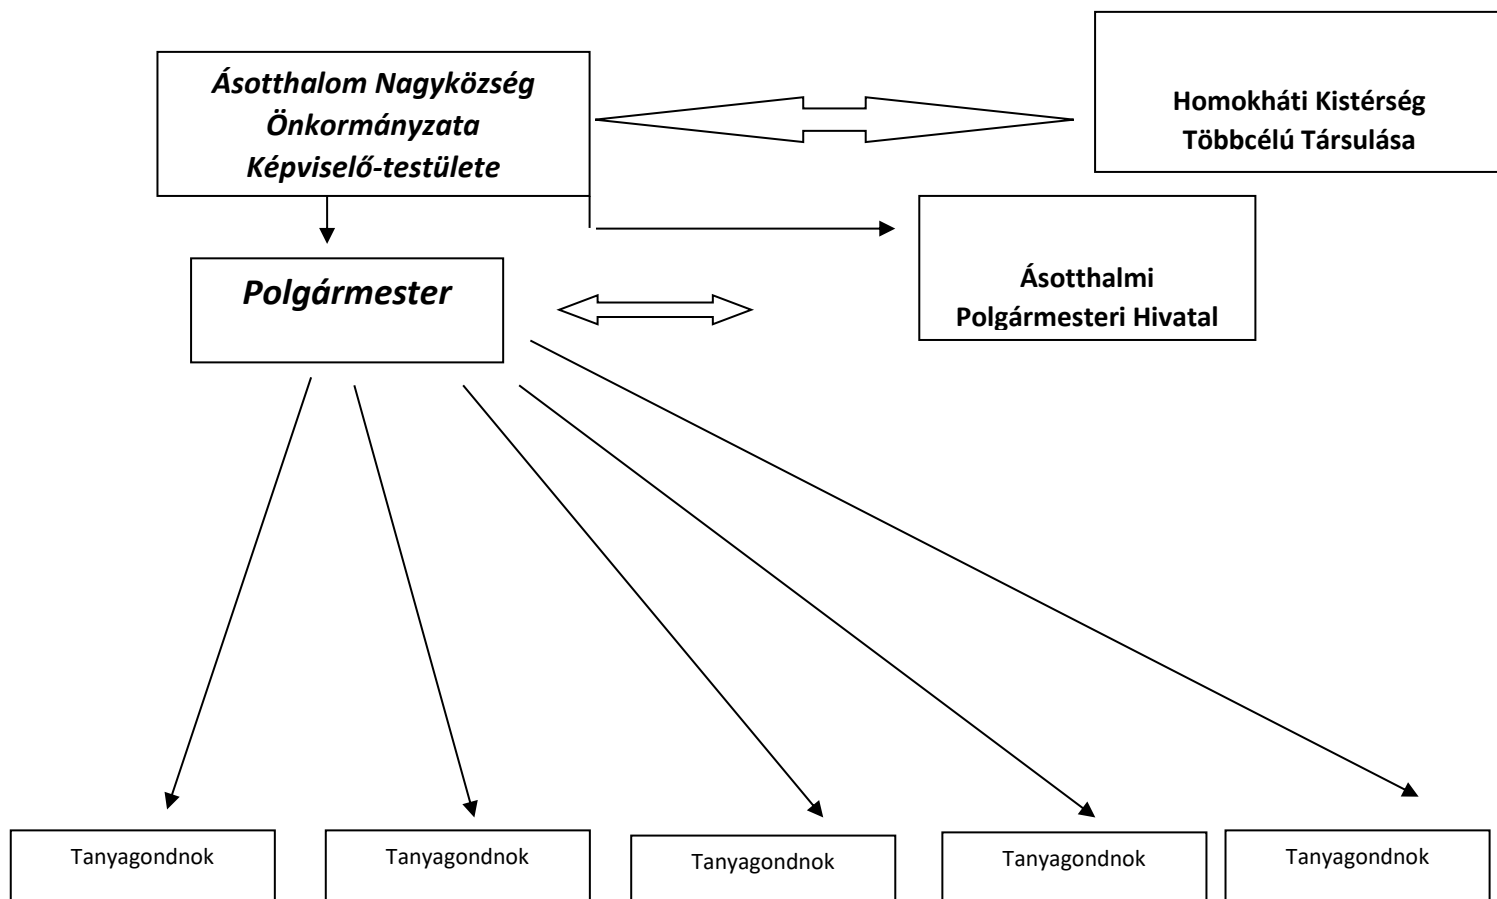 Ásotthalom Nagyközség
Önkormányzata
Képviselő-testülete
Homokháti Kistérség
Többcélú Társulása
Polgármester
Ásotthalmi
Polgármesteri Hivatal
Tanyagondnok
Tanyagondnok
Tanyagondnok
Tanyagondnok
Tanyagondnok